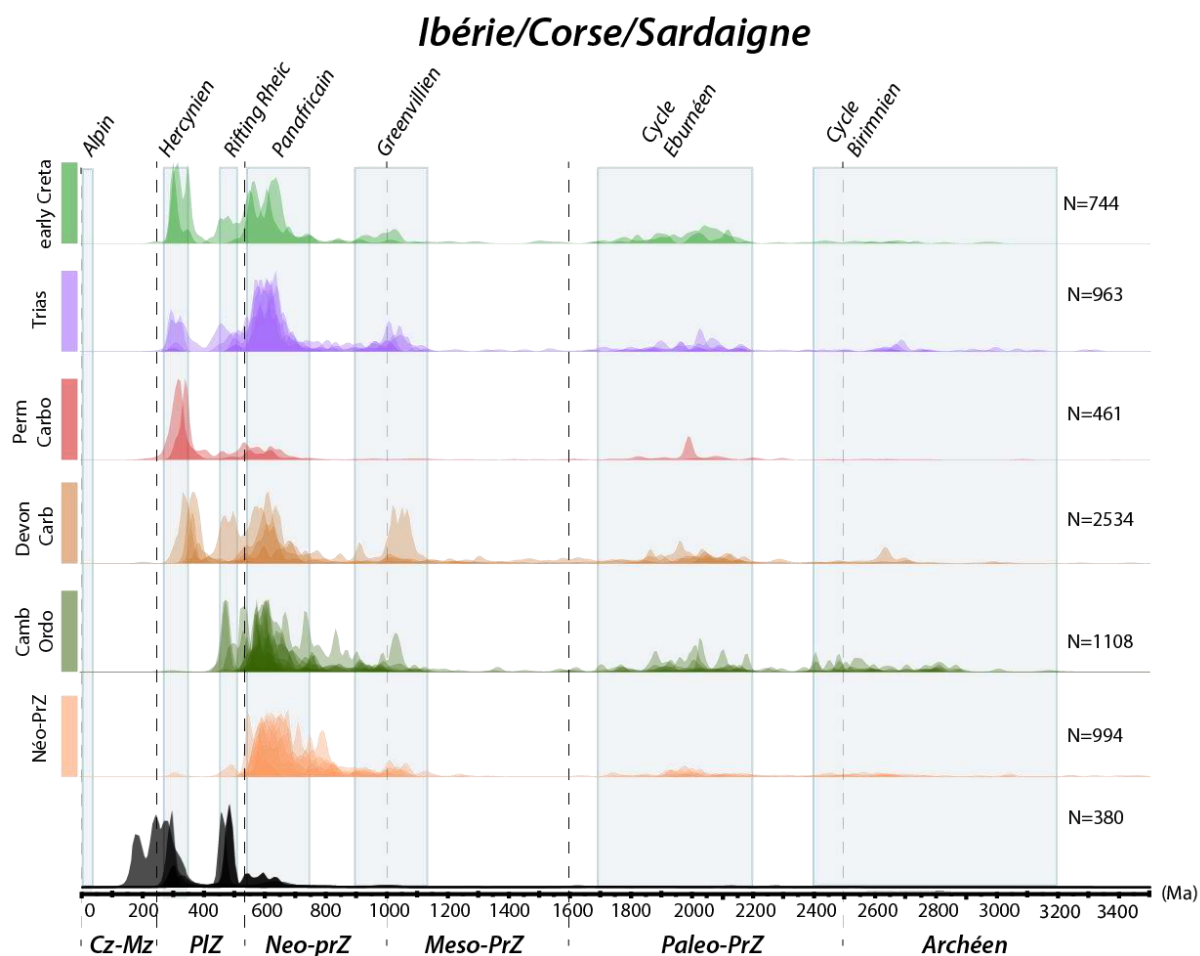 Ibérie/Corse/Sardaigne
Alpin
Hercynien
Rifting Rheic
Panafricain
Greenvillien
Cycle
Eburnéen
Cycle
Birimnien
early Creta
N=744
Trias
N=963
Perm
Carbo
N=461
Devon
Carb
N=2534
Camb
Ordo
N=1108
Néo-PrZ
N=994
N=380
0 200 400 600 800 1000 1200 1400 1600 1800 2000 2200 2400 2600 2800 3000 3200 3400 (Ma)
Cz-Mz PlZ Neo-prZ Meso-PrZ Paleo-PrZ Archéen